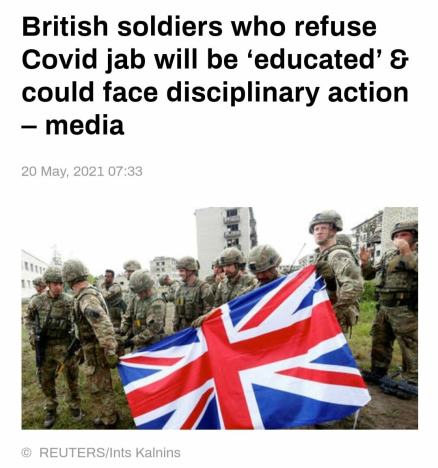 British soldiers who refuse
Covid jab will be ‘educated’ &
could face disciplinary action
– media
20 May, 2021 07:33
© REUTERS/Ints Kalnins